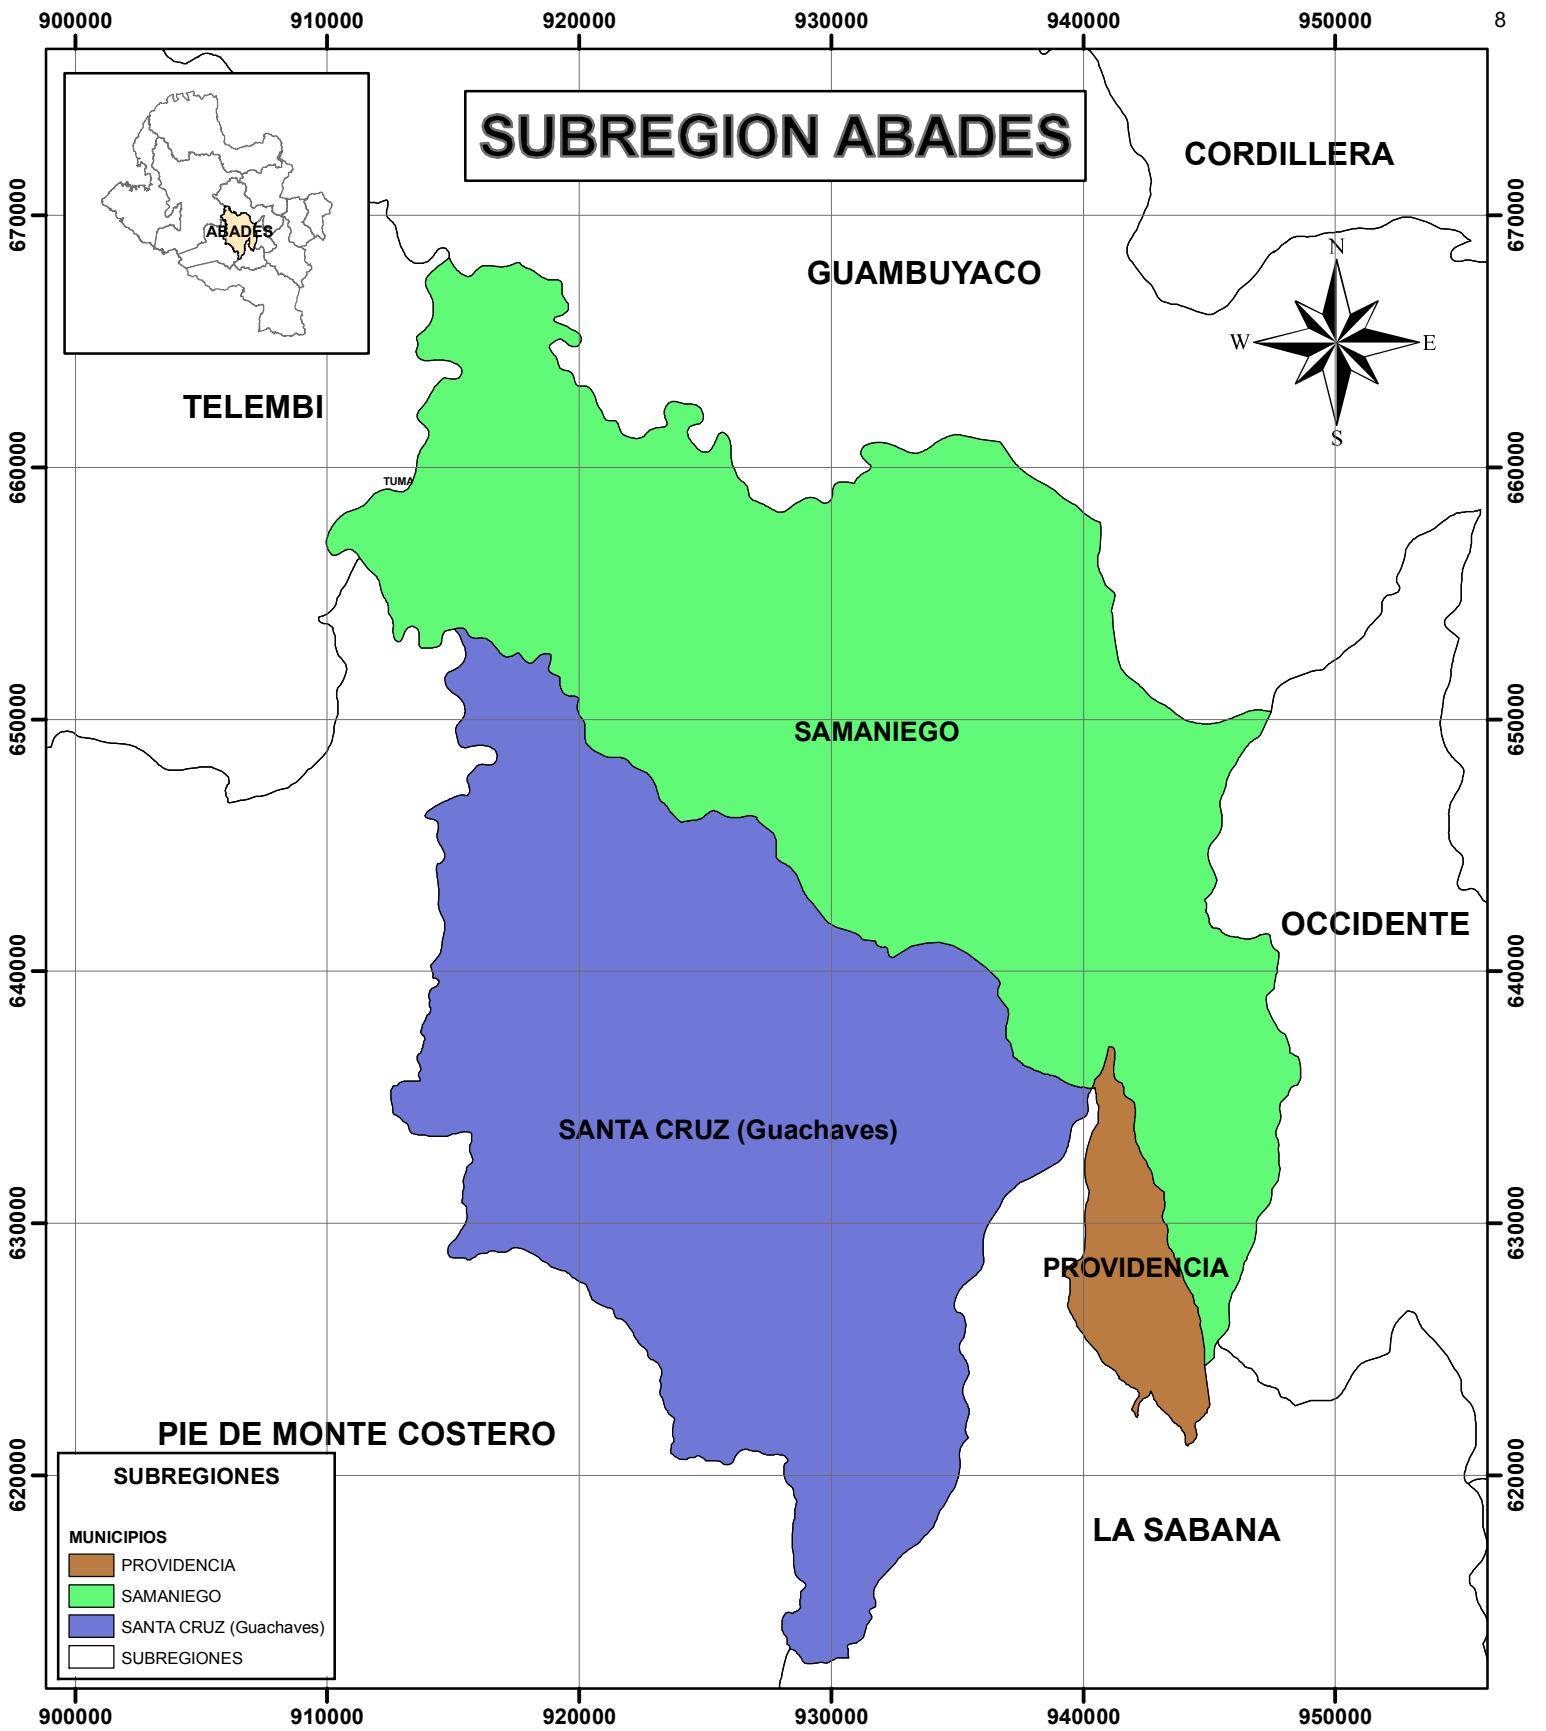 900000 910000 920000 930000 940000 950000 8
SUBREGION ABADES
CORDILLERA
ABADES
670000 670000
N
GUAMBUYACO
W E
TELEMBI
S
660000 660000
TUMA
650000 650000
SAMANIEGO
OCCIDENTE
640000 640000
SANTA CRUZ (Guachaves)
630000 630000
PROVIDENCIA
PIE DE MONTE COSTERO
620000 620000
SUBREGIONES
LA SABANA
MUNICIPIOS
PROVIDENCIA
SAMANIEGO
SANTA CRUZ (Guachaves)
SUBREGIONES
900000 910000 920000 930000 940000 950000